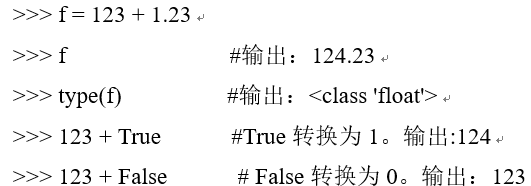 >>> f = 123 + 1.23
>>> f #输出：124.23
>>> type(f) #输出：<class 'float'>
>>> 123 + True #True 转换为 1。输出:124
>>> 123 + False # False 转换为 0。输出：123